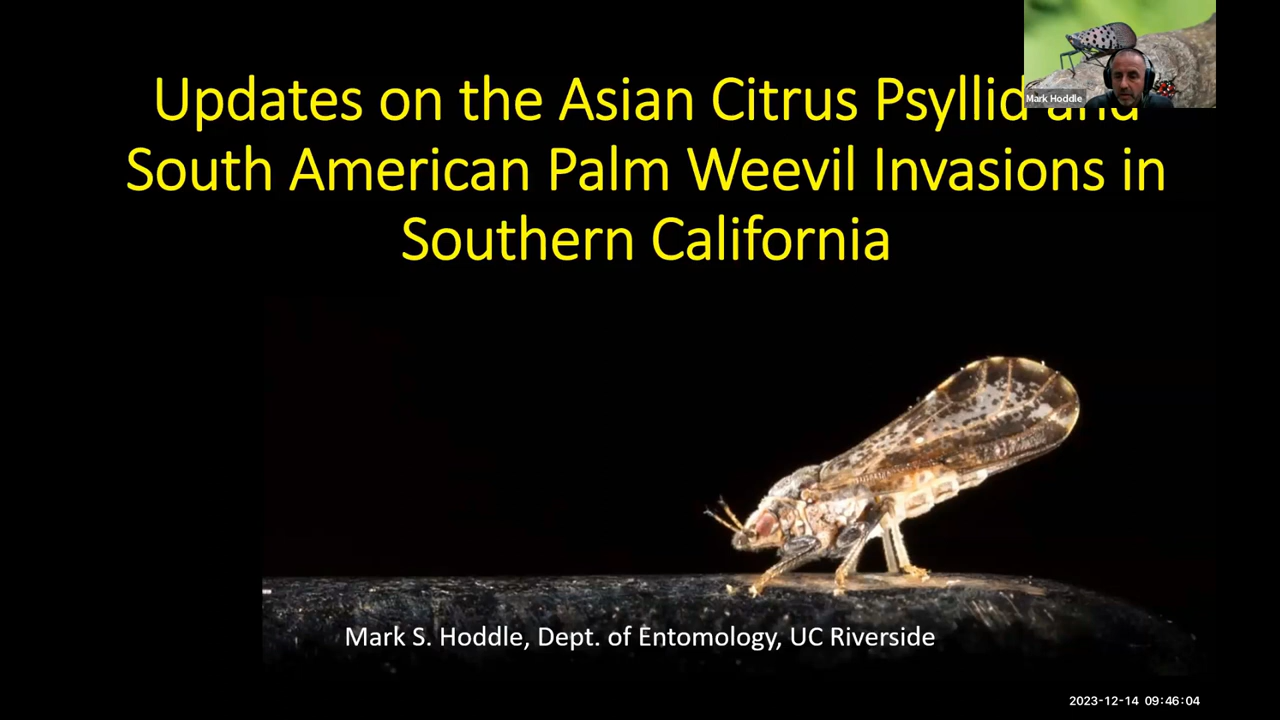 Updates on the Asian Citrus Psyllid and
South American Palm Weevil Invasions in
Southern California
Mark Hoddle
Mark S. Hoddle, Dept. of Entomology, UC Riverside
2023-12-14 09:46:04